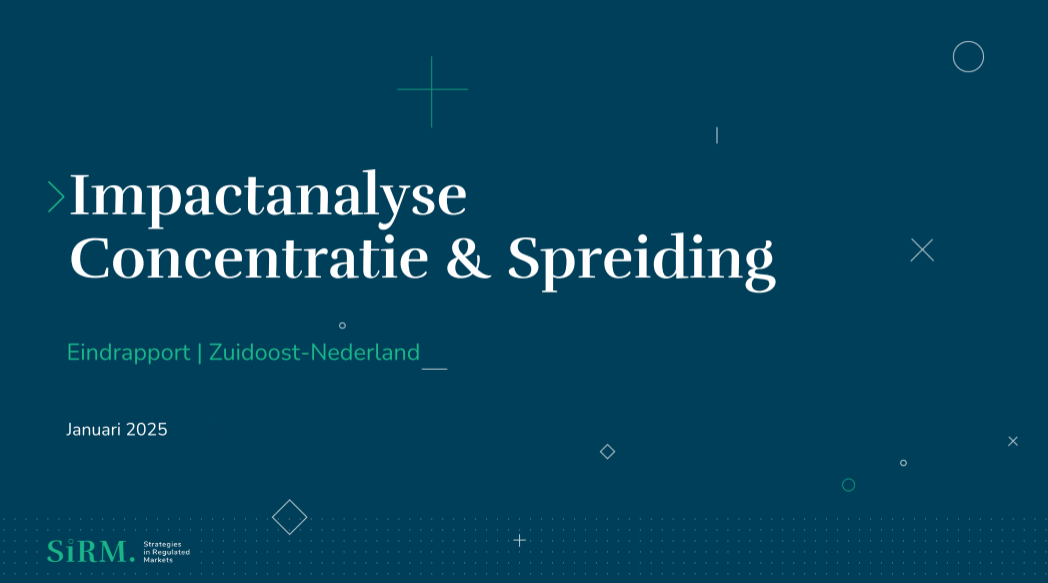 Impactanalyse
Concentratie & Spreiding
Eindrapport | Zuidoost-Nederland
Januari 2025
SiRM.
Strategies
in Regulated
Markets